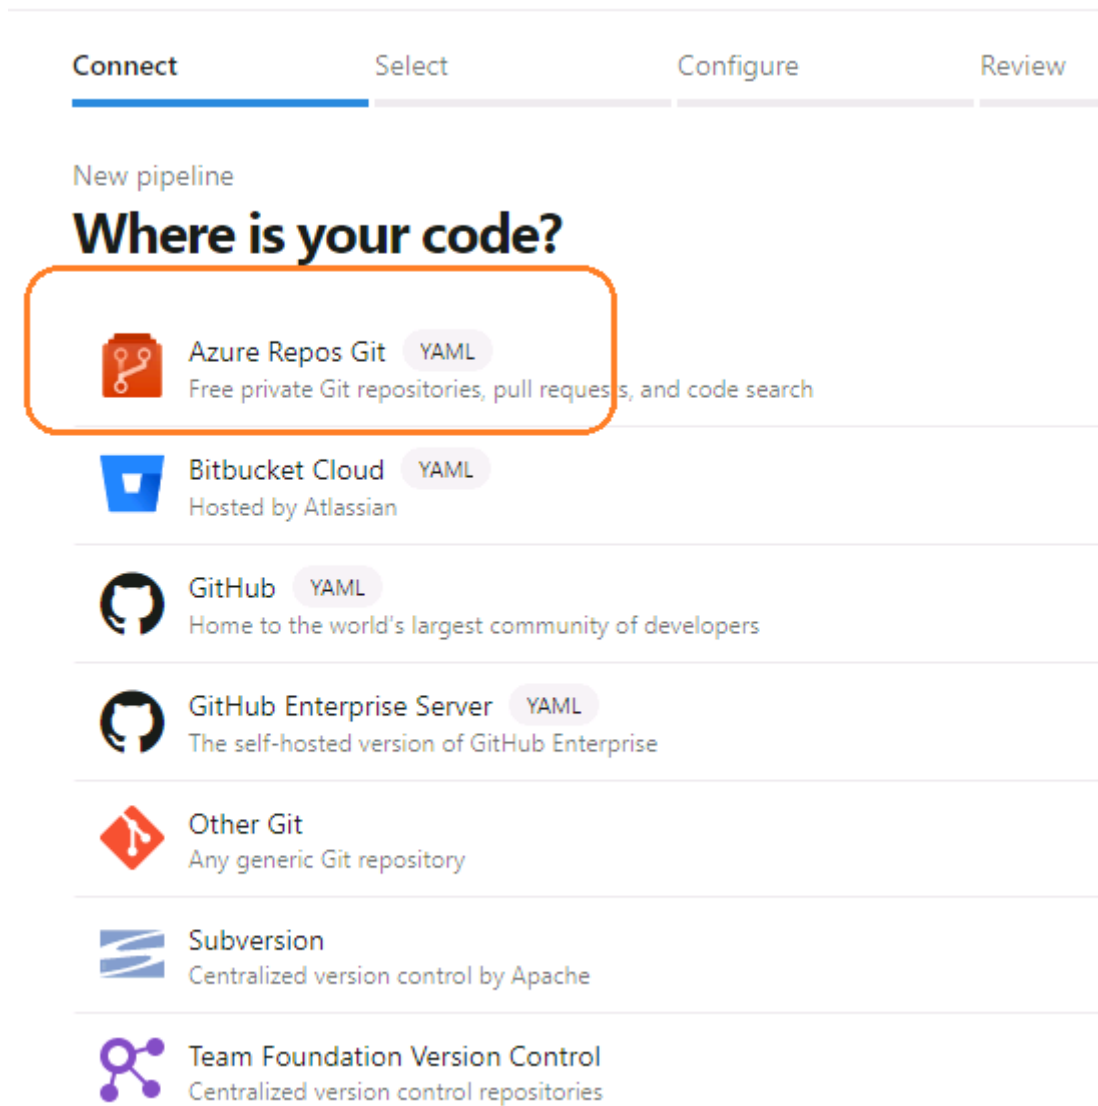 Connect Select Configure Review
New pipeline
Where is your code?
Azure Repos Git YAML
Free private Git repositories, pull requests, and code search
Bitbucket Cloud YAML
Hosted by Atlassian
GitHub YAML
Home to the world's largest community of developers
GitHub Enterprise Server YAML
The self-hosted version of GitHub Enterprise
Other Git
Any generic Git repository
Subversion
Centralized version control by Apache
Team Foundation Version Control
Centralized version control repositories